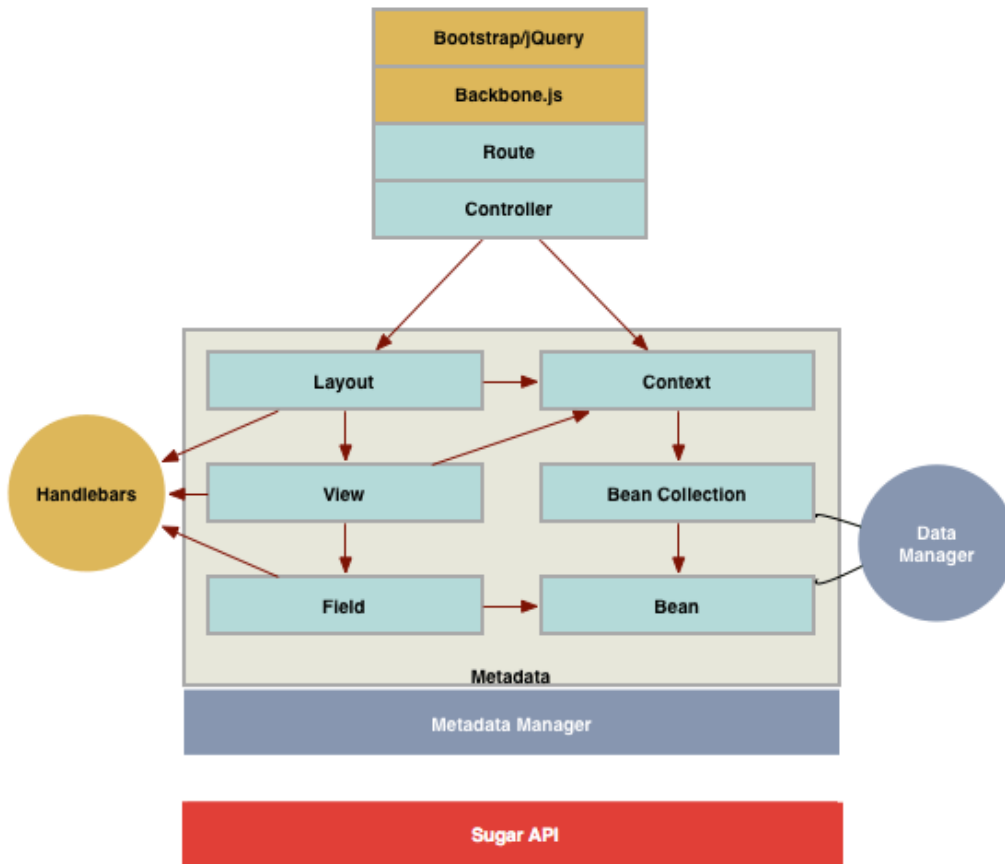 Bootstrap/jQuery
Backbone.js
Route
Controller
Layout
Context
Handlebars
View
Bean Collection
Data
Manager
Field
Bean
Metadata
Metadata Manager
Sugar API